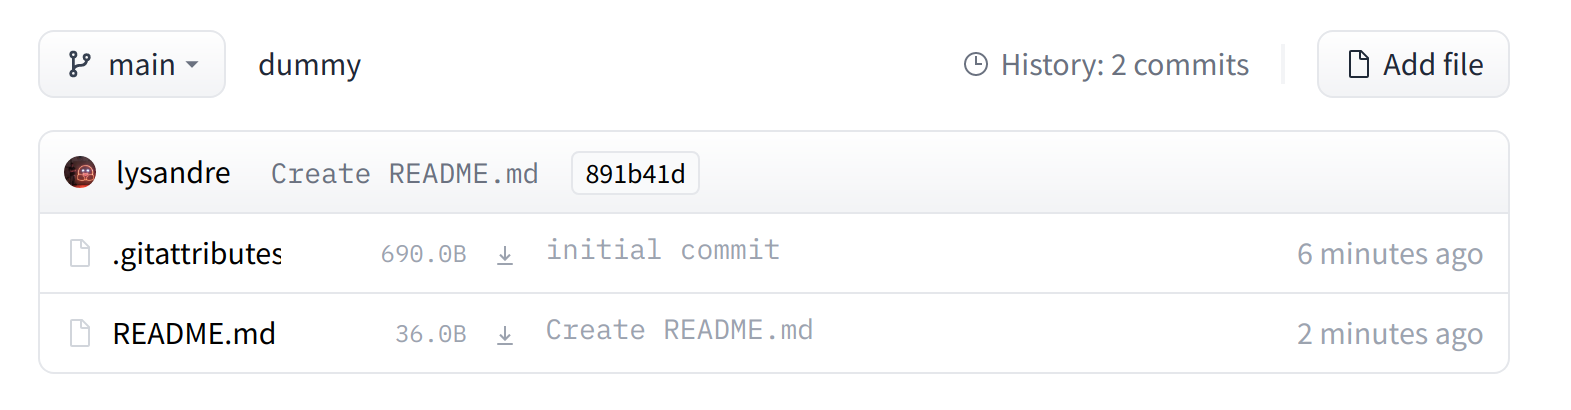 main dummy History: 2 commits Add file
lysandre Create README.md 891b41d
.gitattributes 690.0B initial commit 6 minutes ago
README.md 36.0B Create README.md 2 minutes ago